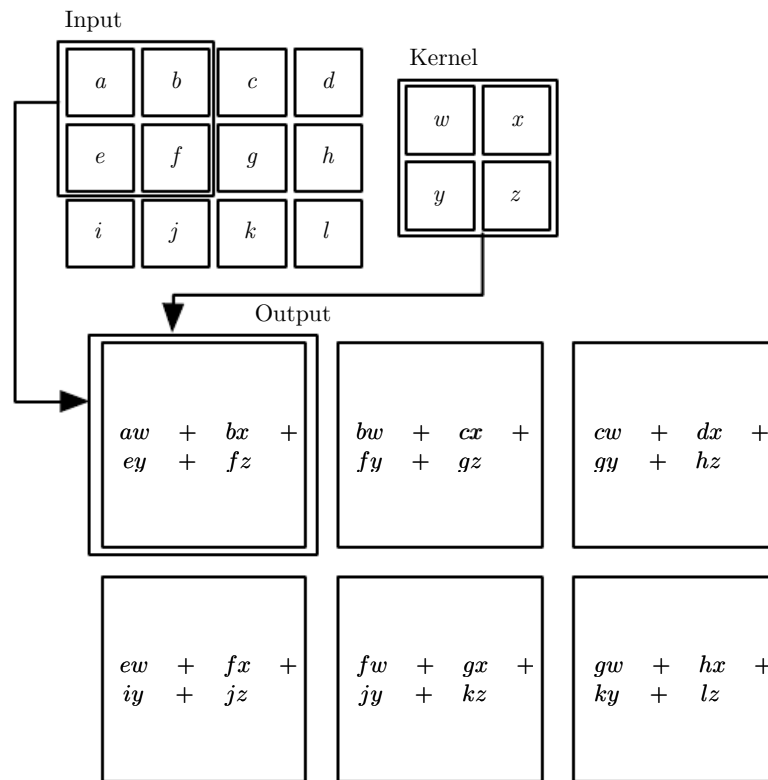 Input
Kernel
a b c d
w x
e f g h
y z
i j k l
Output
aw + bx +
ey + fz
bw + cx +
fy + gz
cw + dx +
gy + hz
ew + fx +
iy + jz
fw + gx +
jy + kz
gw + hx +
ky + lz